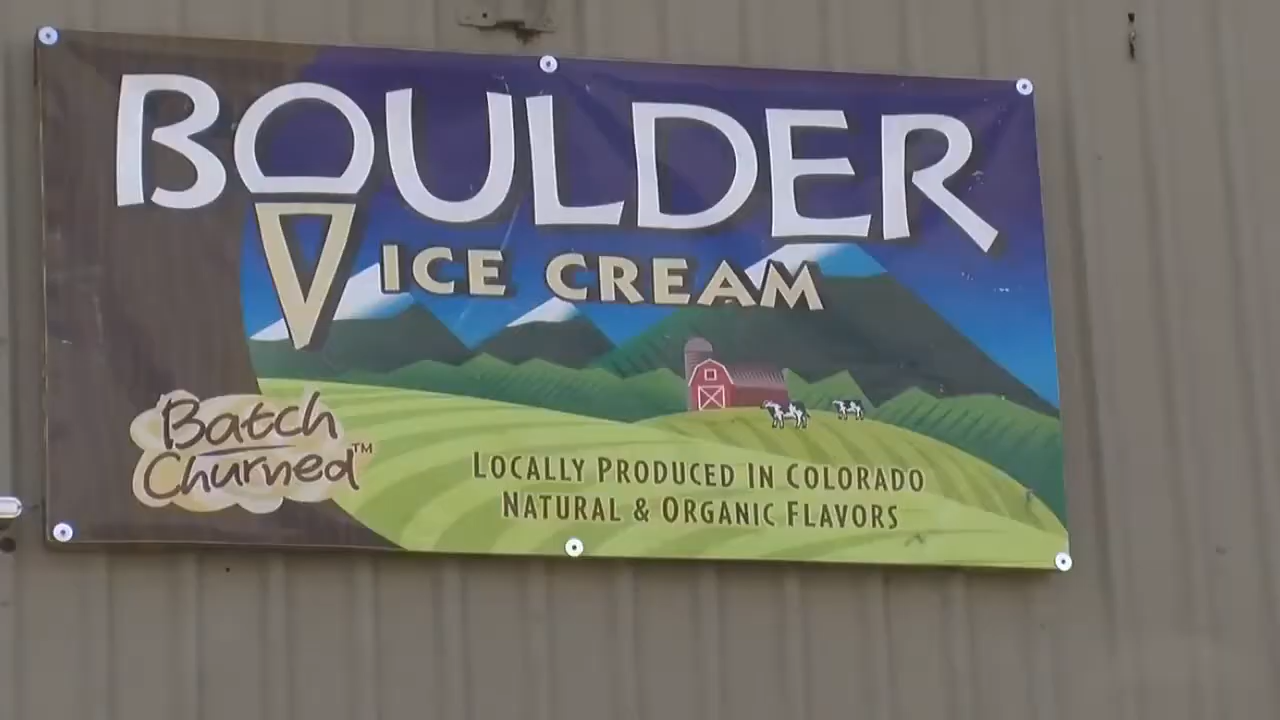 BOULDER
ICE CREAM
Batch
Churned™
LOCALLY PRODUCED IN COLORADO
NATURAL & ORGANIC FLAVORS